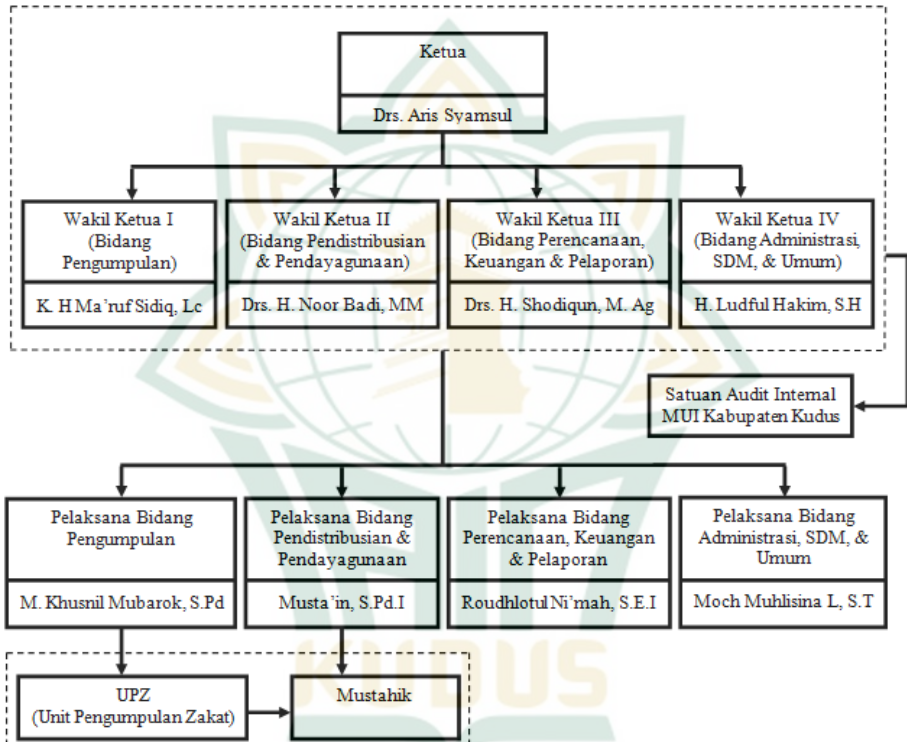 Ketua
Drs. Aris Syamsul
Wakil Ketua I
(Bidang
Pengumpulan)
K. H Ma'ruf Sidiq, Lc
Wakil Ketua II
(Bidang Pendistribusian
& Pendayagunaan)
Drs. H. Noor Badi, MM
Wakil Ketua III
(Bidang Perencanaan,
Keuangan & Pelaporan)
Drs. H. Shodiqun, M. Ag
Wakil Ketua IV
(Bidang Administrasi,
SDM, & Umum)
H. Ludful Hakim, S.H
Satuan Audit Internal
MUI Kabupaten Kudus
Pelaksana Bidang
Pengumpulan
M. Khusnil Mubarok, S.Pd
Pelaksana Bidang
Pendistribusian &
Pendayagunaan
Musta'in, S.Pd.I
Pelaksana Bidang
Perencanaan, Keuangan
& Pelaporan
Roudhlotul Ni'mah, S.E.I
Pelaksana Bidang
Administrasi, SDM, &
Umum
Moch Muhlisina L, S.T
KUDUS
UPZ
(Unit Pengumpulan Zakat)
Mustahik